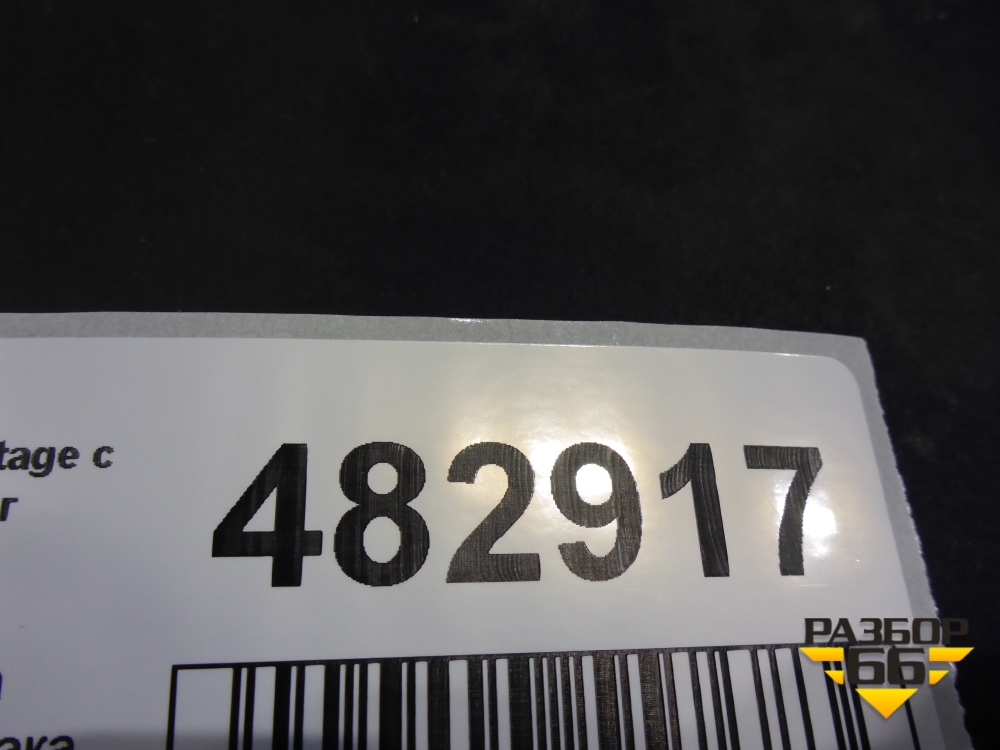 tage с
г
482917
РАЗБОР
66